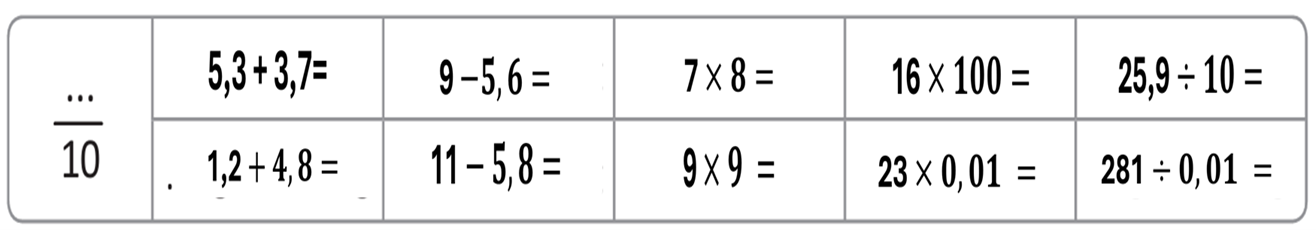 ...
10
5,3 + 3,7=
9 – 5,6 =
7 × 8 =
16 × 100 =
25,9 ÷ 10 =
1,2 + 4,8 =
11 – 5,8 =
9 × 9 =
23 × 0,01 =
281 ÷ 0,01 =